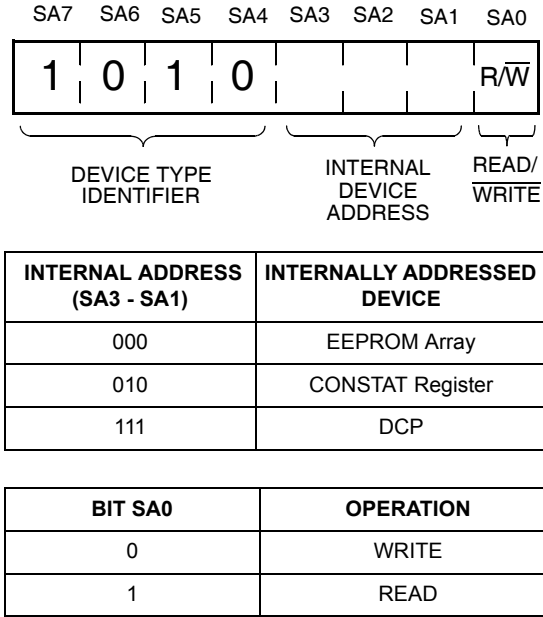 SA7 SA6 SA5 SA4 SA3 SA2 SA1 SA0
1 0 1 0 R/W̅
DEVICE TYPE
IDENTIFIER
INTERNAL
DEVICE
ADDRESS
READ/
W̅R̅I̅T̅E̅
INTERNAL ADDRESS
(SA3 - SA1)
INTERNALLY ADDRESSED
DEVICE
000 EEPROM Array
010 CONSTAT Register
111 DCP
BIT SA0 OPERATION
0 WRITE
1 READ